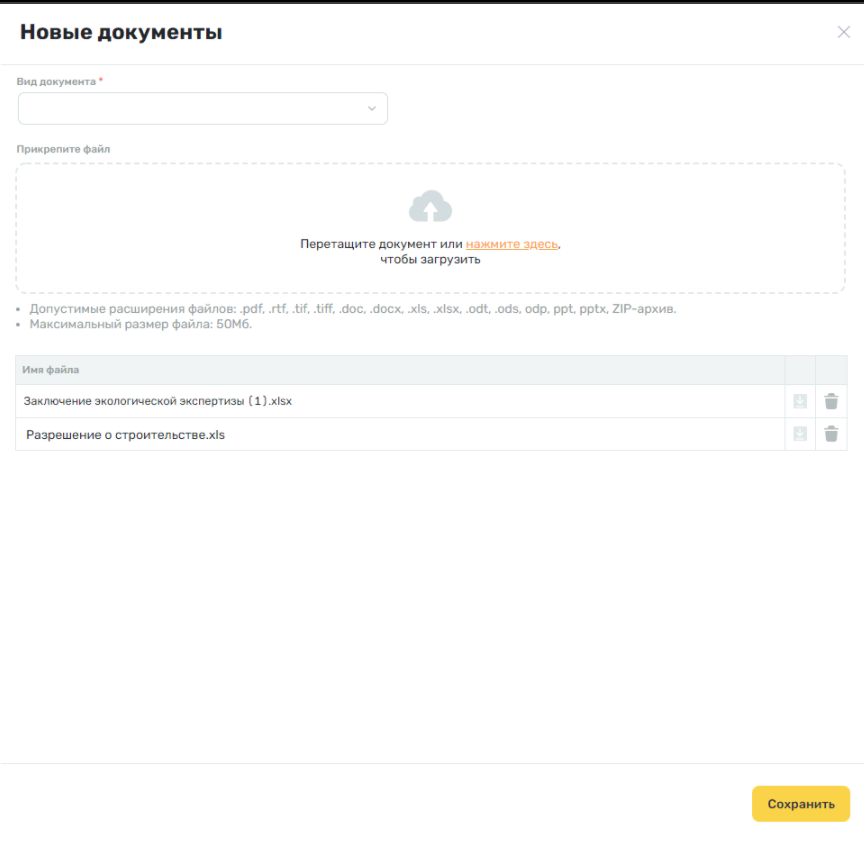 Новые документы
Вид документа *
Прикрепите файл
Перетащите документ или нажмите здесь,
чтобы загрузить
• Допустимые расширения файлов: .pdf, .rtf, .tif, .tiff, .doc, .docx, .xls, .xlsx, .odt, .ods, odp, ppt, pptx, ZIP-архив.
• Максимальный размер файла: 50Мб.
Имя файла
Заключение экологической экспертизы (1).xlsx
Разрешение о строительстве.xls
Сохранить